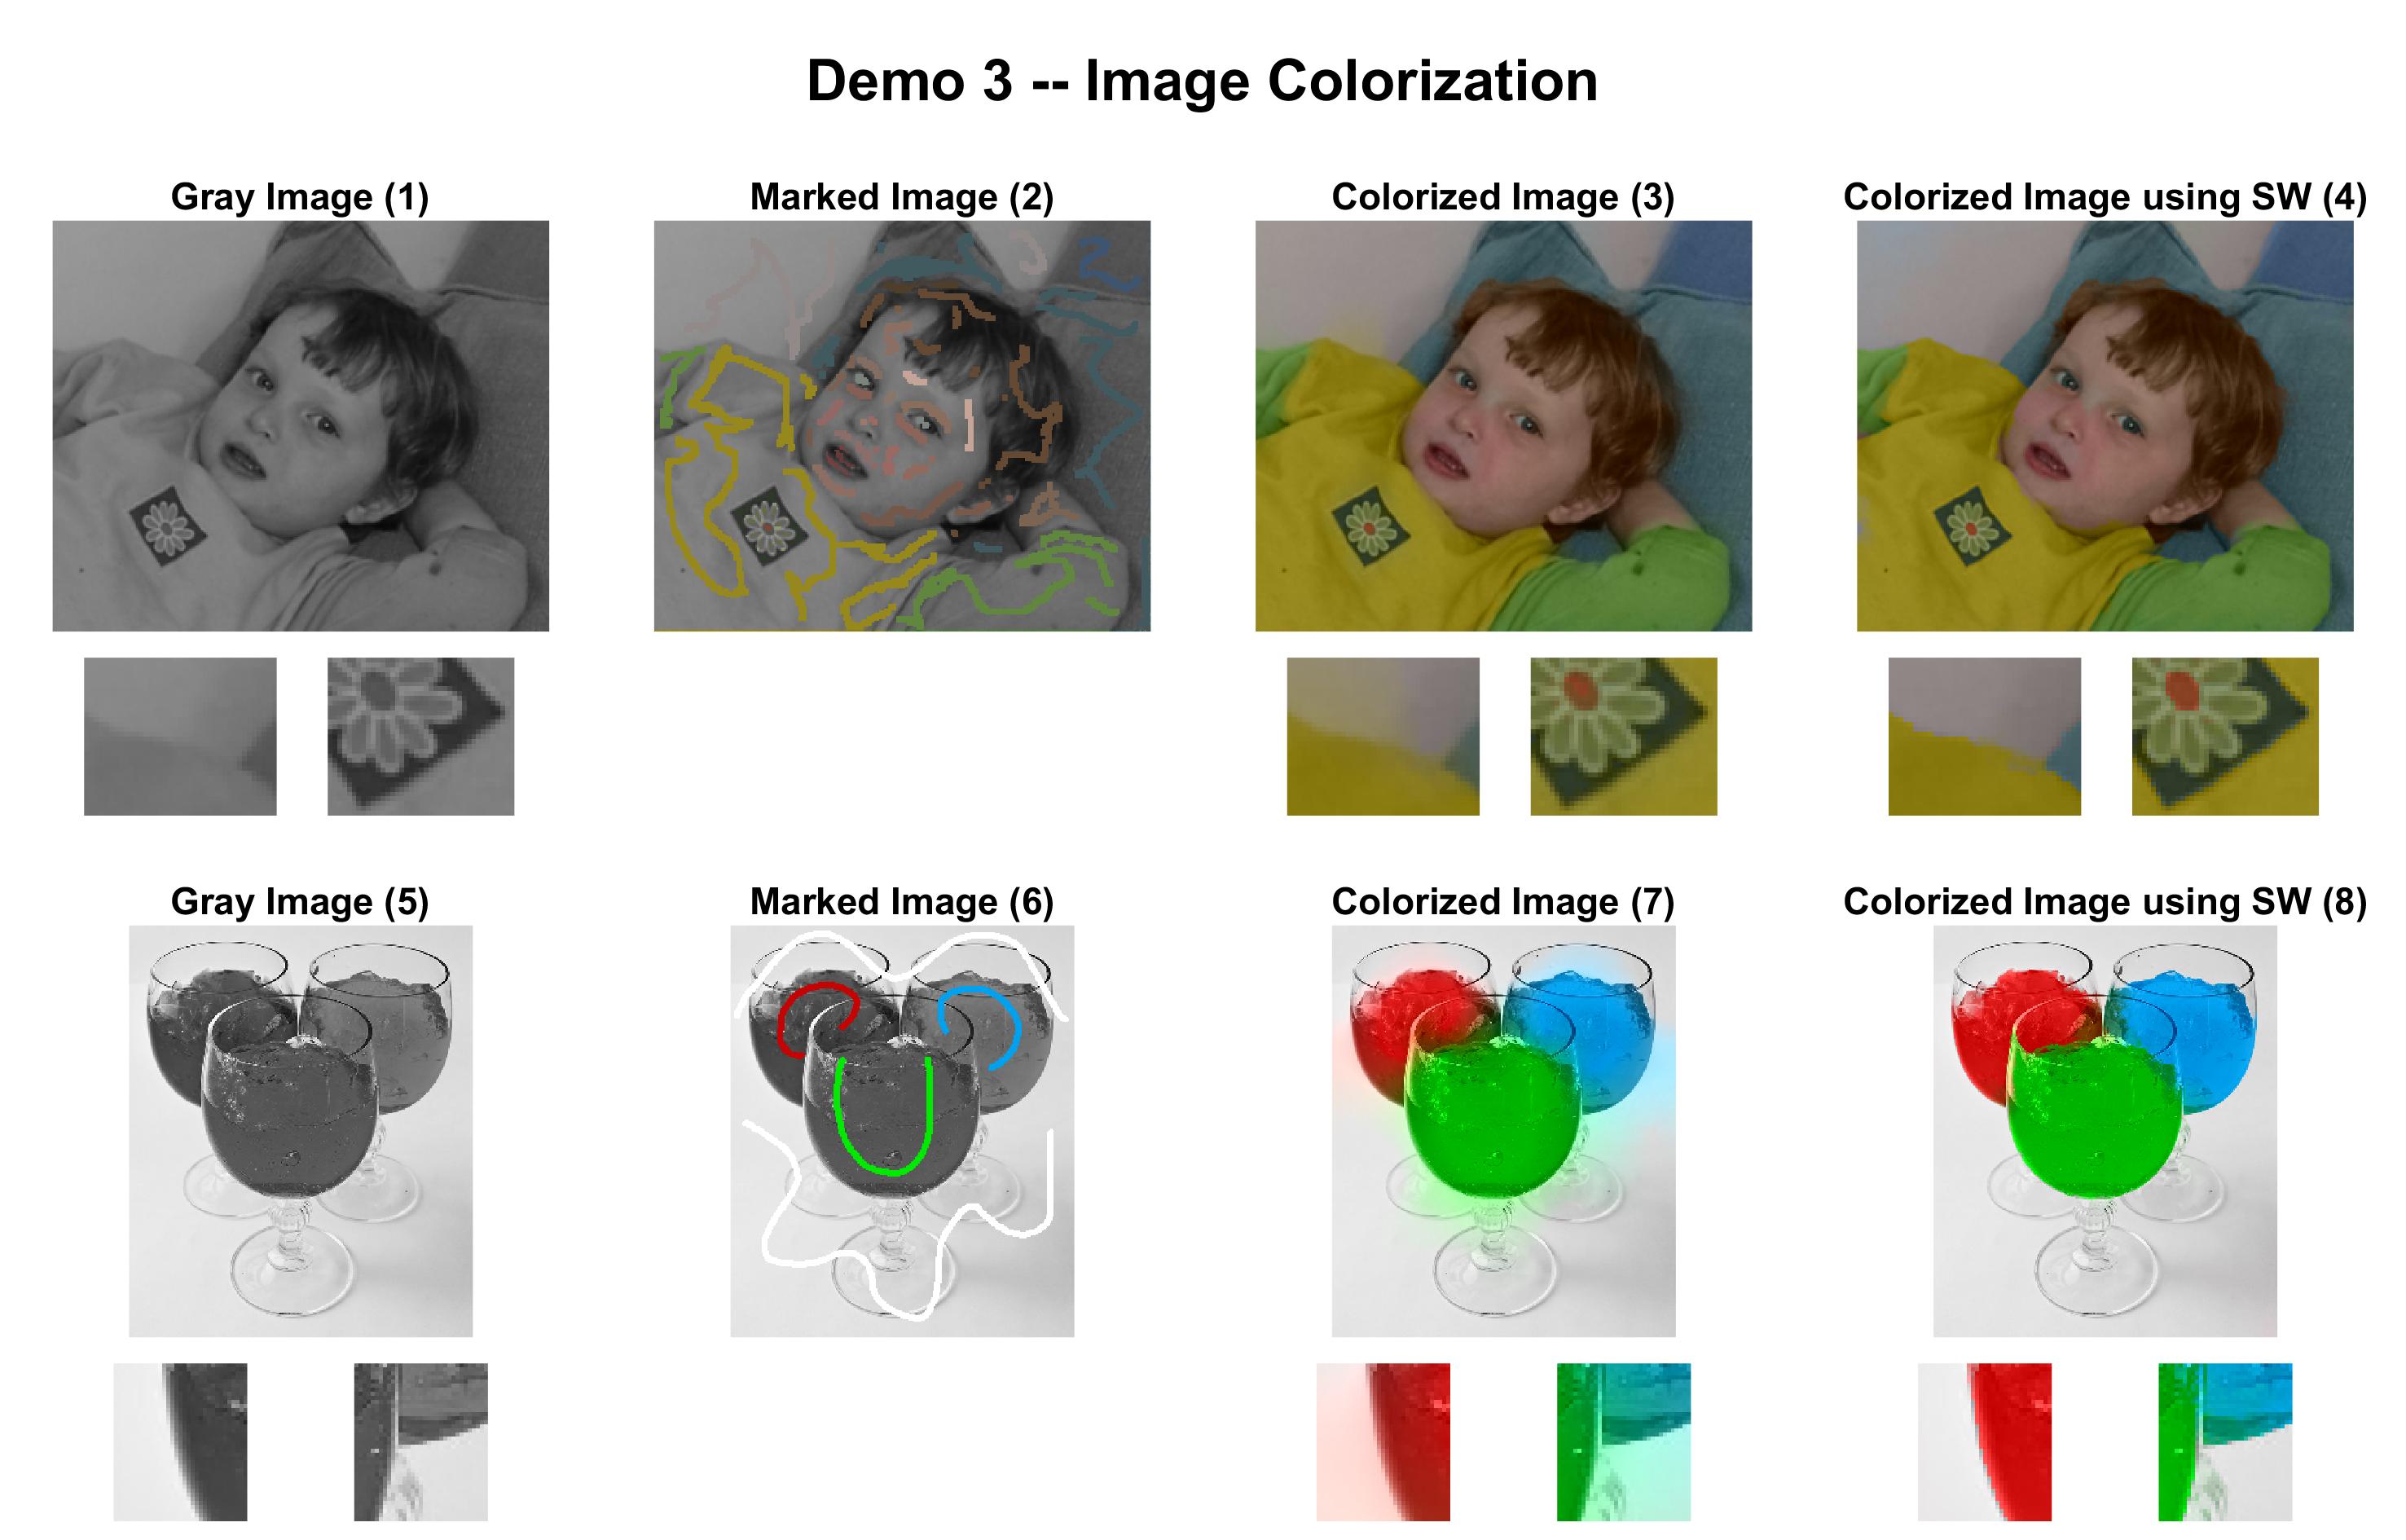 Demo 3 -- Image Colorization
Gray Image (1)
Marked Image (2)
Colorized Image (3)
Colorized Image using SW (4)
Gray Image (5)
Marked Image (6)
Colorized Image (7)
Colorized Image using SW (8)